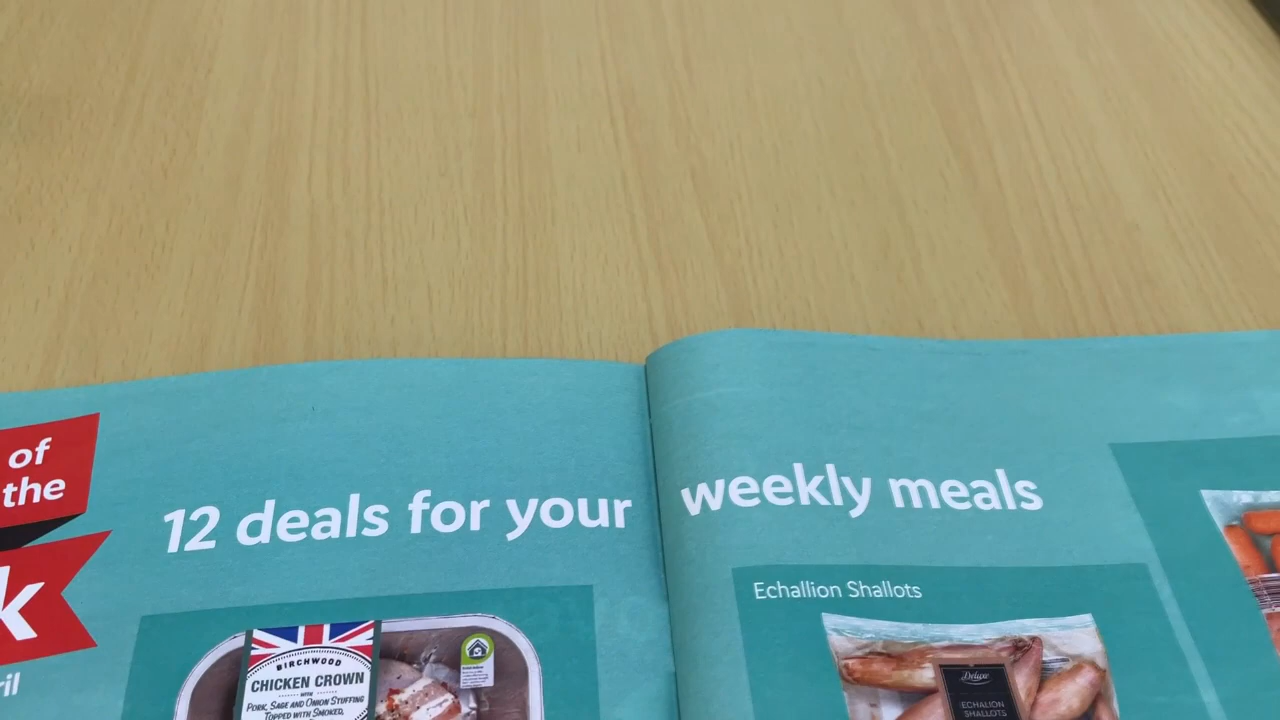 of
the
k
ril
12 deals for your weekly meals
BIRCHWOOD
CHICKEN CROWN
WITH
PORK, SAGE AND ONION STUFFING
TOPPED WITH SMOKED,
Echallion Shallots
Deluxe
ECHALION
SHALLOTS